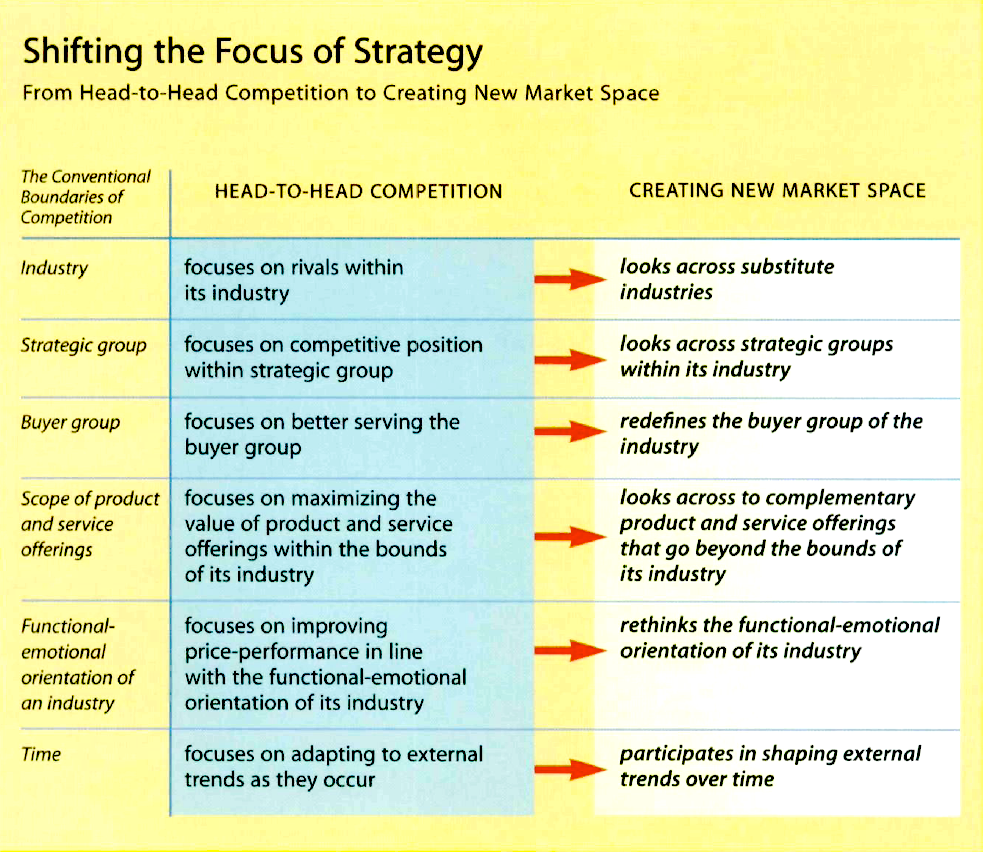 Shifting the Focus of Strategy
From Head-to-Head Competition to Creating New Market Space
The Conventional
Boundaries of
Competition
HEAD-TO-HEAD COMPETITION
CREATING NEW MARKET SPACE
Industry
focuses on rivals within
its industry
looks across substitute
industries
Strategic group
focuses on competitive position
within strategic group
looks across strategic groups
within its industry
Buyer group
focuses on better serving the
buyer group
redefines the buyer group of the
industry
Scope of product
and service
offerings
focuses on maximizing the
value of product and service
offerings within the bounds
of its industry
looks across to complementary
product and service offerings
that go beyond the bounds of
its industry
Functional-
emotional
orientation of
an industry
focuses on improving
price-performance in line
with the functional-emotional
orientation of its industry
rethinks the functional-emotional
orientation of its industry
Time
focuses on adapting to external
trends as they occur
participates in shaping external
trends over time